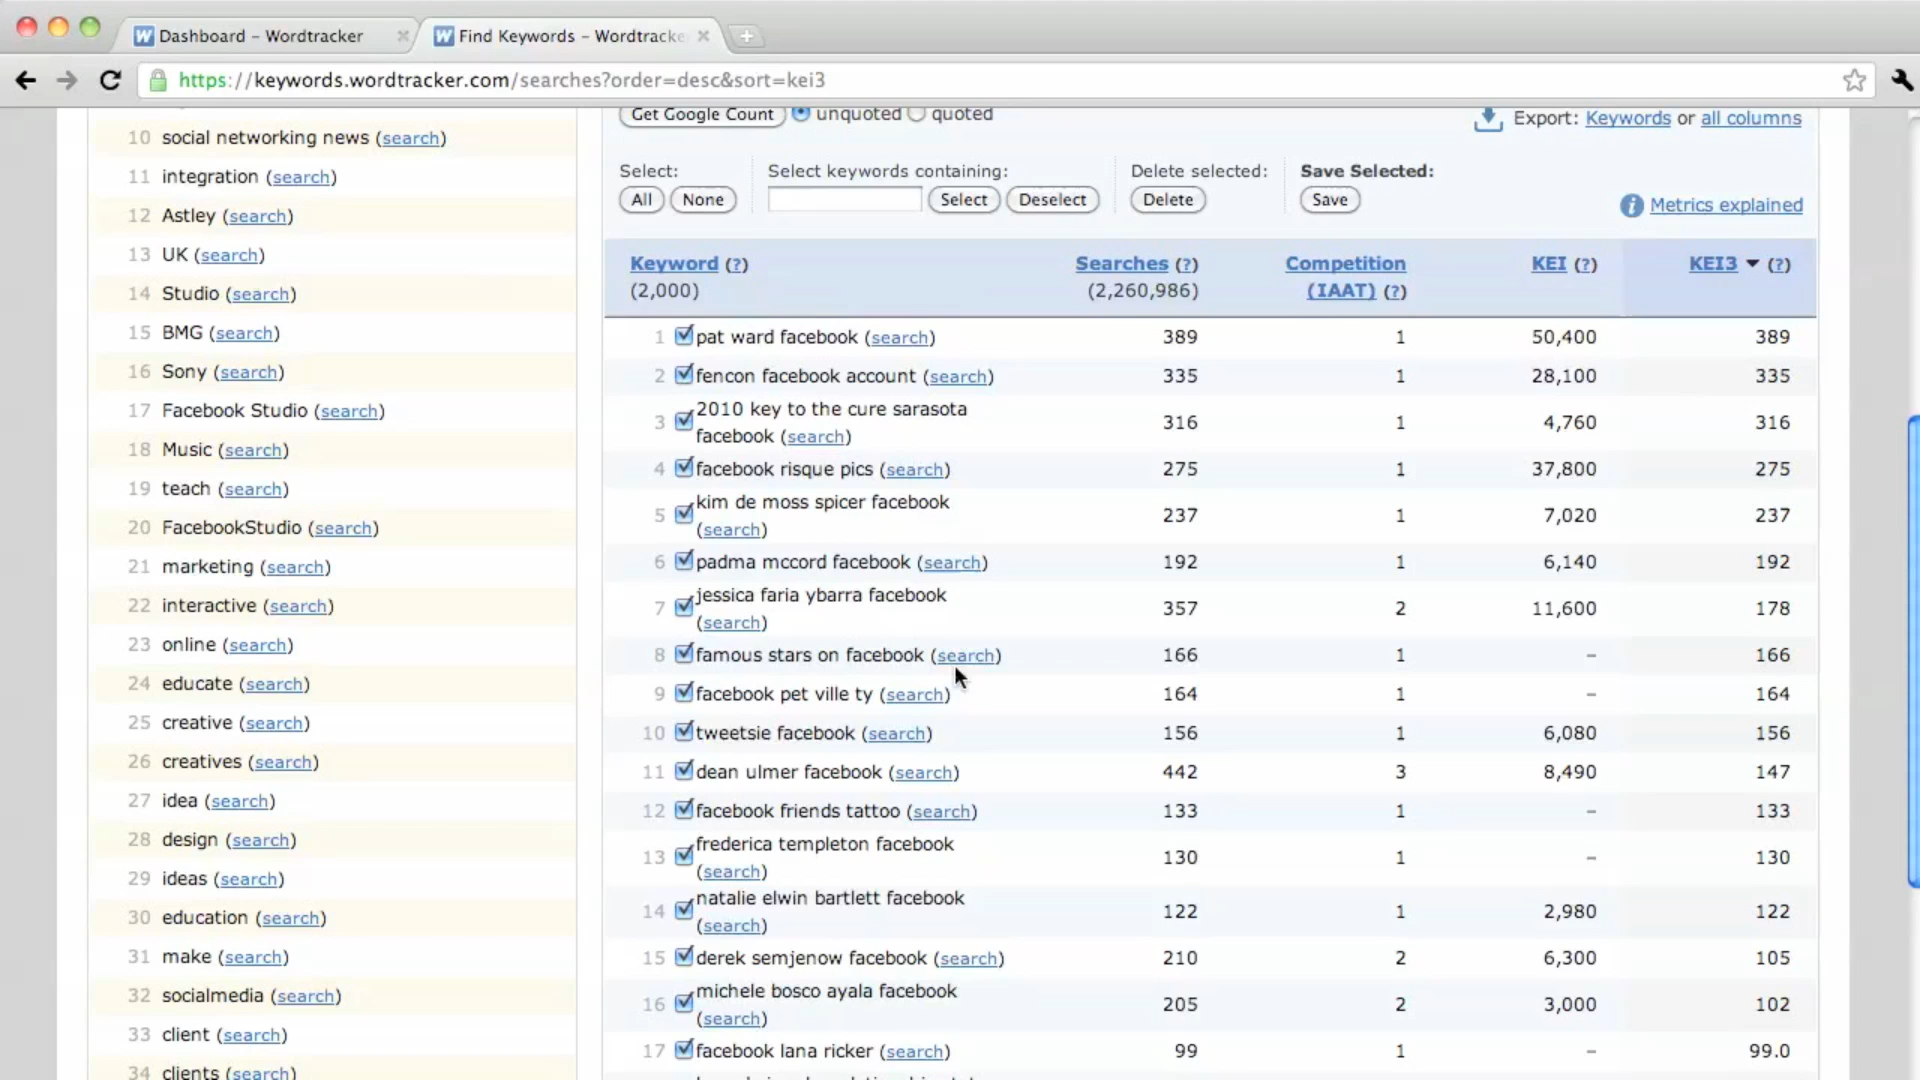 Dashboard – Wordtracker
Find Keywords – Wordtracke
https://keywords.wordtracker.com/searches?order=desc&sort=kei3
10 social networking news (search)
11 integration (search)
12 Astley (search)
13 UK (search)
14 Studio (search)
15 BMG (search)
16 Sony (search)
17 Facebook Studio (search)
18 Music (search)
19 teach (search)
20 FacebookStudio (search)
21 marketing (search)
22 interactive (search)
23 online (search)
24 educate (search)
25 creative (search)
26 creatives (search)
27 idea (search)
28 design (search)
29 ideas (search)
30 education (search)
31 make (search)
32 socialmedia (search)
33 client (search)
34 clients (search)
Get Google Count unquoted quoted
Export: Keywords or all columns
Select: Select keywords containing: Delete selected: Save Selected:
All None Select Deselect Delete Save
Metrics explained
Keyword (?) Searches (?) Competition KEI (?) KEI3 (?)
(2,000) (2,260,986) (IAAT) (?)
1 pat ward facebook (search) 389 1 50,400 389
2 fencon facebook account (search) 335 1 28,100 335
2010 key to the cure sarasota
3 316 1 4,760 316
facebook (search)
4 facebook risque pics (search) 275 1 37,800 275
kim de moss spicer facebook
5 237 1 7,020 237
(search)
6 padma mccord facebook (search) 192 1 6,140 192
jessica faria ybarra facebook
7 357 2 11,600 178
(search)
8 famous stars on facebook (search) 166 1 – 166
9 facebook pet ville ty (search) 164 1 – 164
10 tweetsie facebook (search) 156 1 6,080 156
11 dean ulmer facebook (search) 442 3 8,490 147
12 facebook friends tattoo (search) 133 1 – 133
frederica templeton facebook
13 130 1 – 130
(search)
natalie elwin bartlett facebook
14 122 1 2,980 122
(search)
15 derek semjenow facebook (search) 210 2 6,300 105
michele bosco ayala facebook
16 205 2 3,000 102
(search)
17 facebook lana ricker (search) 99 1 – 99.0